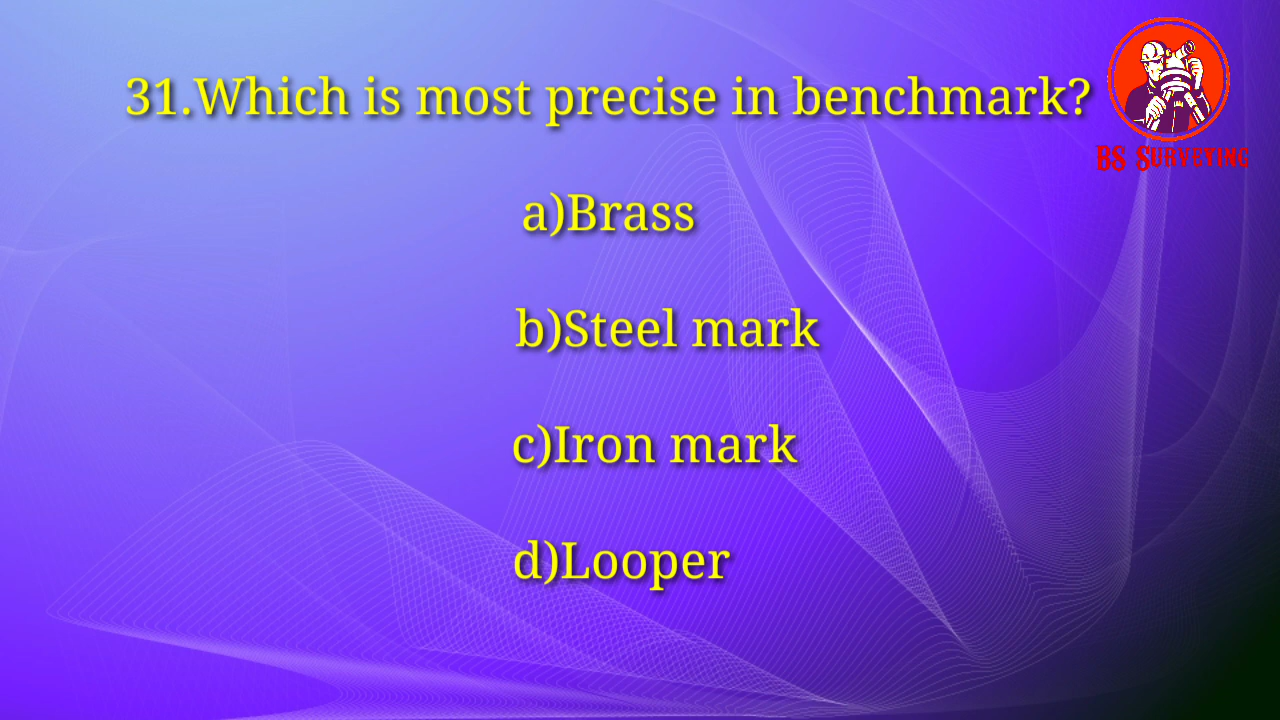 31.Which is most precise in benchmark?
BS Surveying
a)Brass
b)Steel mark
c)Iron mark
d)Looper